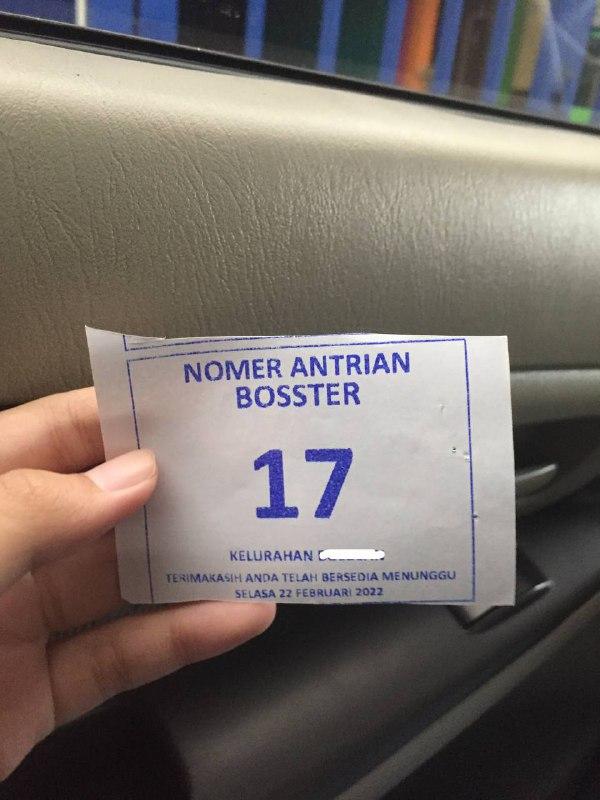 NOMER ANTRIAN
BOSSTER
17
KELURAHAN
TERIMAKASIH ANDA TELAH BERSEDIA MENUNGGU
SELASA 22 FEBRUARI 2022